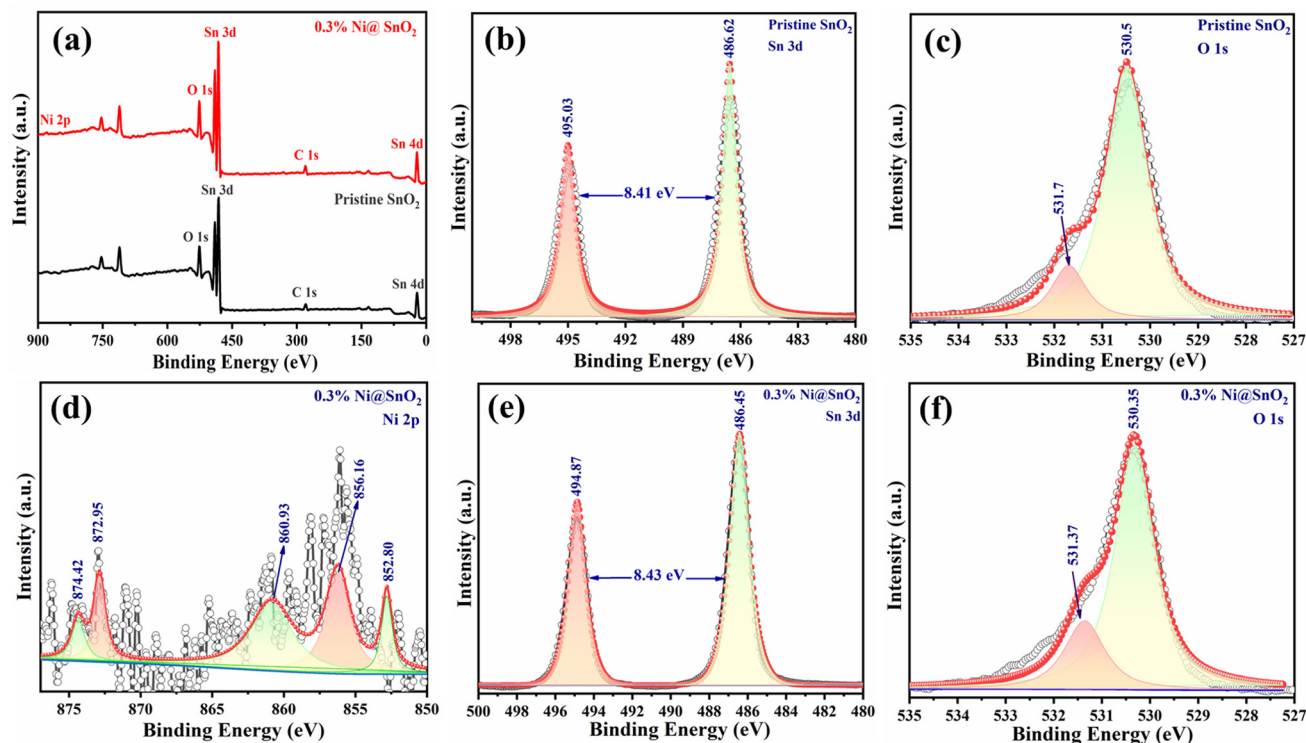 (a)
0.3% Ni@ SnO2
Sn 3d
O 1s
Ni 2p
C 1s
Sn 4d
Pristine SnO2
Sn 3d
O 1s
C 1s
Sn 4d
Intensity (a.u.)
900 750 600 450 300 150 0
Binding Energy (eV)
(b)
Pristine SnO2
Sn 3d
486.62
495.03
8.41 eV
Intensity (a.u.)
498 495 492 489 486 483 480
Binding Energy (eV)
(c)
Pristine SnO2
O 1s
530.5
531.7
Intensity (a.u.)
535 534 533 532 531 530 529 528 527
Binding Energy (eV)
(d)
0.3% Ni@SnO2
Ni 2p
874.42
872.95
860.93
856.16
852.80
Intensity (a.u.)
875 870 865 860 855 850
Binding Energy (eV)
(e)
0.3% Ni@SnO2
Sn 3d
486.45
494.87
8.43 eV
Intensity (a.u.)
500 498 496 494 492 490 488 486 484 482 480
Binding Energy (eV)
(f)
0.3% Ni@SnO2
O 1s
530.35
531.37
Intensity (a.u.)
535 534 533 532 531 530 529 528 527
Binding Energy (eV)